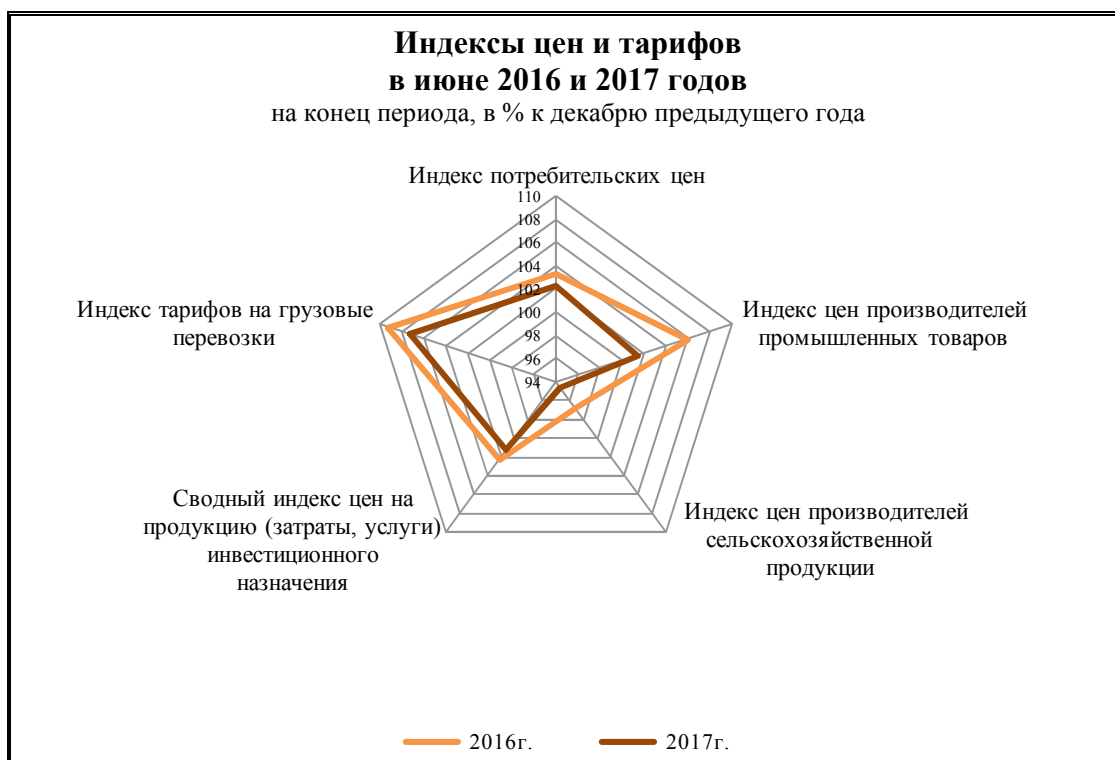 Индексы цен и тарифов
в июне 2016 и 2017 годов
на конец периода, в % к декабрю предыдущего года
Индекс потребительских цен
110
108
106
104
102
100
98
96
94
Индекс цен производителей
промышленных товаров
Индекс цен производителей
сельскохозяйственной
продукции
Сводный индекс цен на
продукцию (затраты, услуги)
инвестиционного
назначения
Индекс тарифов на грузовые
перевозки
2016г.
2017г.